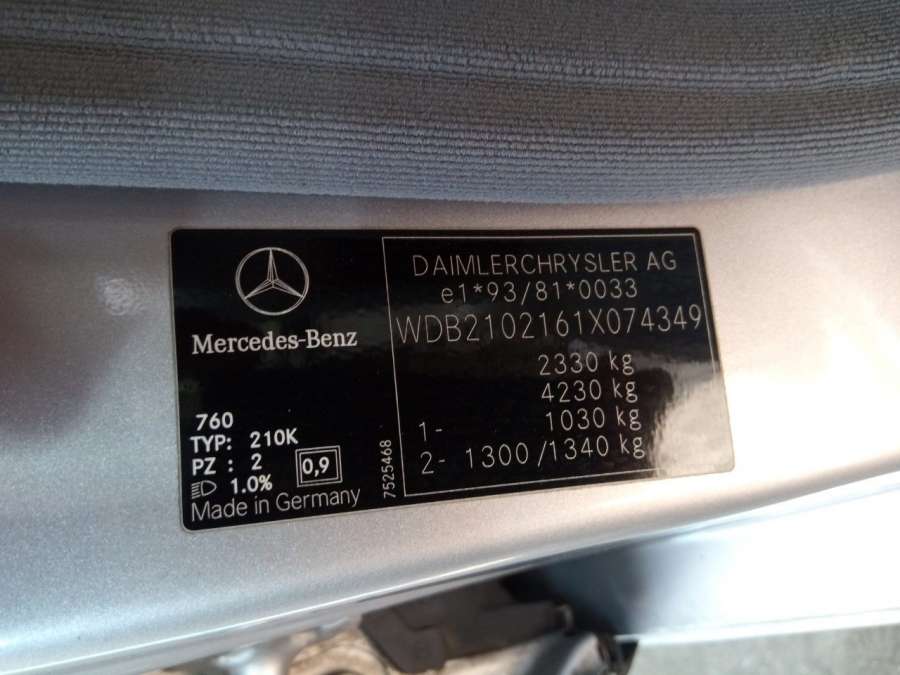 Mercedes-Benz
760
TYP: 210K
PZ : 2
1.0%
0,9
Made in Germany
7525468
DAIMLERCHRYSLER AG
e1*93/81*0033
WDB2102161X074349
2330 kg
4230 kg
1- 1030 kg
2- 1300/1340 kg